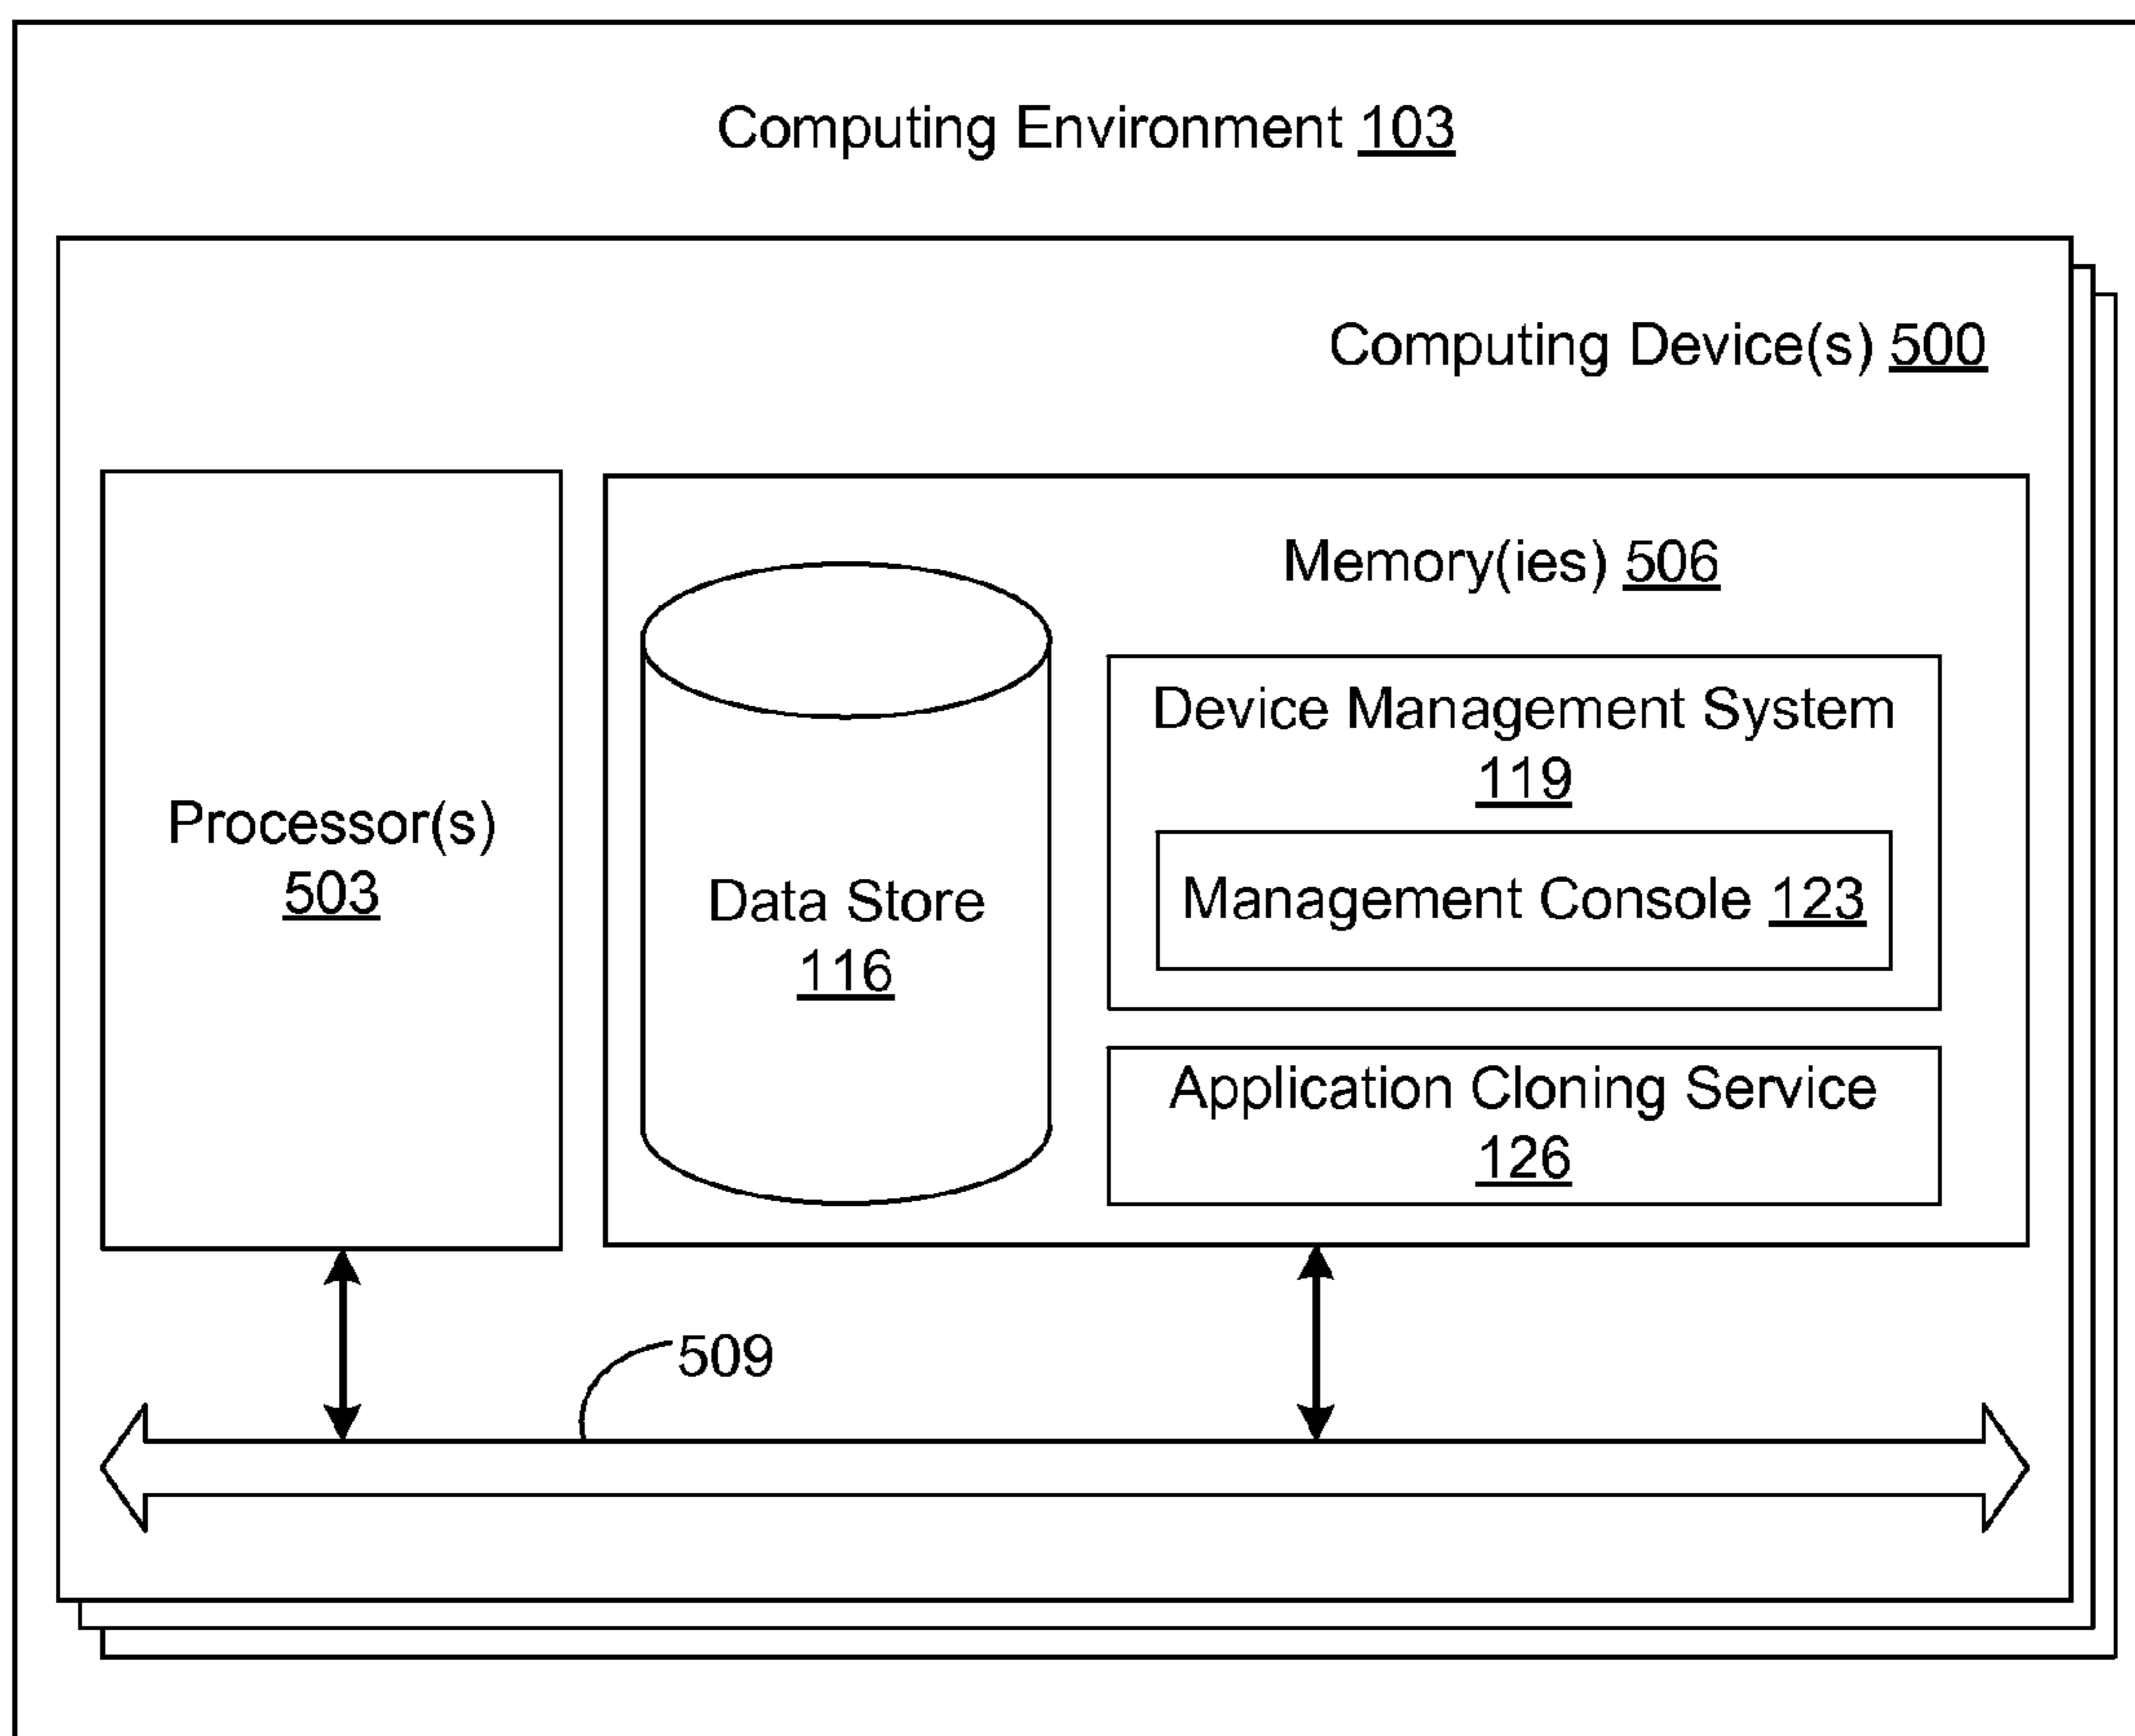 Computing Environment 103
Computing Device(s) 500
Memory(ies) 506
Device Management System
119
Processor(s)
503
Data Store
116
Management Console 123
Application Cloning Service
126
509